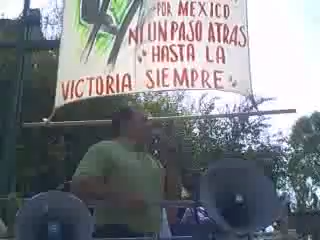 POR MEXICO
NI UN PASO ATRAS
HASTA LA
VICTORIA SIEMPRE